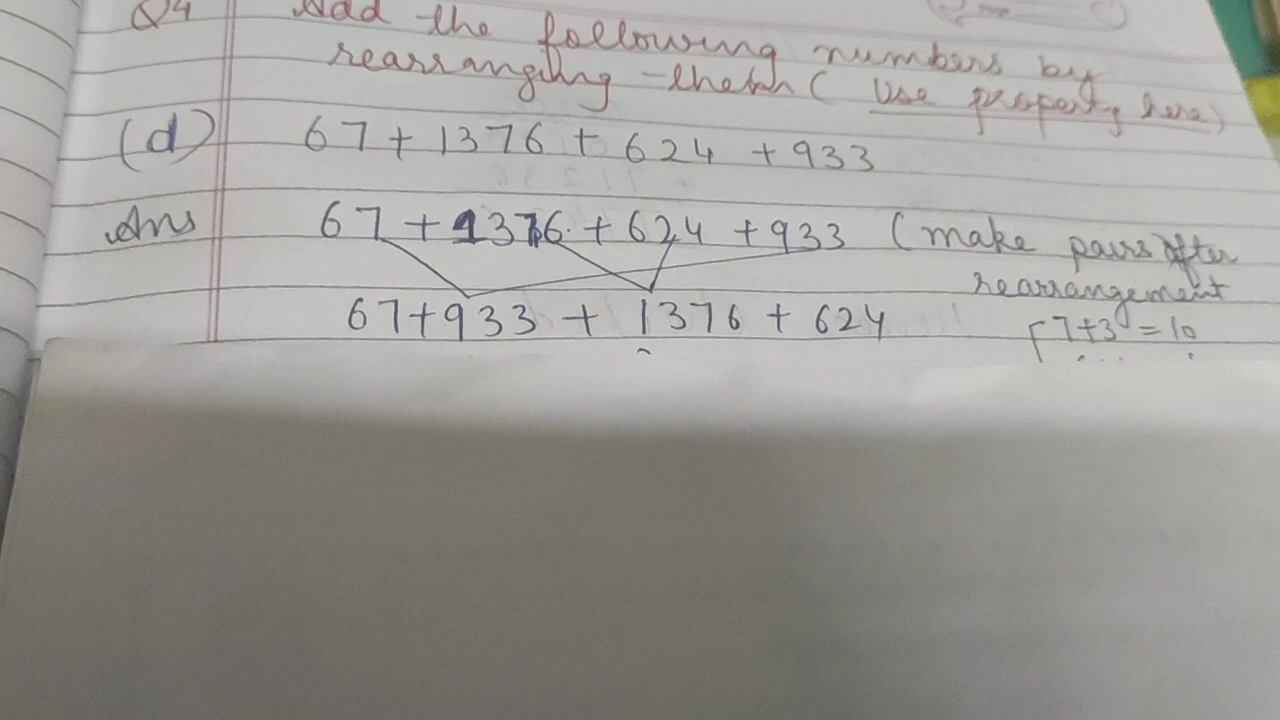 Q4 Add the following numbers by
rearranging them ( Use property here)
(d) 67 + 1376 + 624 + 933
Ans 67 + 1376 + 624 + 933 ( make pairs after
rearrangement
67+933 + 1376 + 624 [ 7+3 = 10